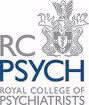 RC
PSYCH
ROYAL COLLEGE OF
PSYCHIATRISTS